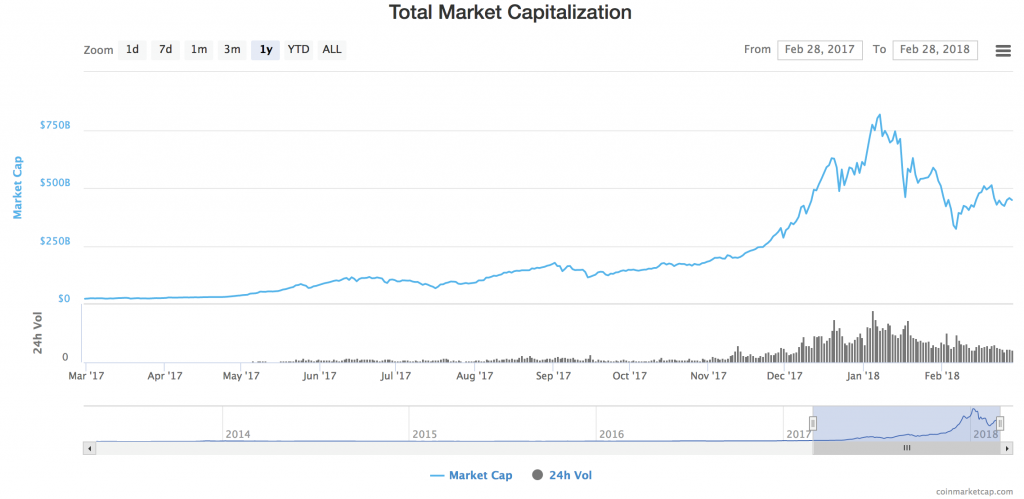 Total Market Capitalization
Zoom 1d 7d 1m 3m 1y YTD ALL From Feb 28, 2017 To Feb 28, 2018
Market Cap
$750B
$500B
$250B
$0
24h Vol
0
Mar '17 Apr '17 May '17 Jun '17 Jul '17 Aug '17 Sep '17 Oct '17 Nov '17 Dec '17 Jan '18 Feb '18
2014 2015 2016 2017 2018
Market Cap 24h Vol
coinmarketcap.com